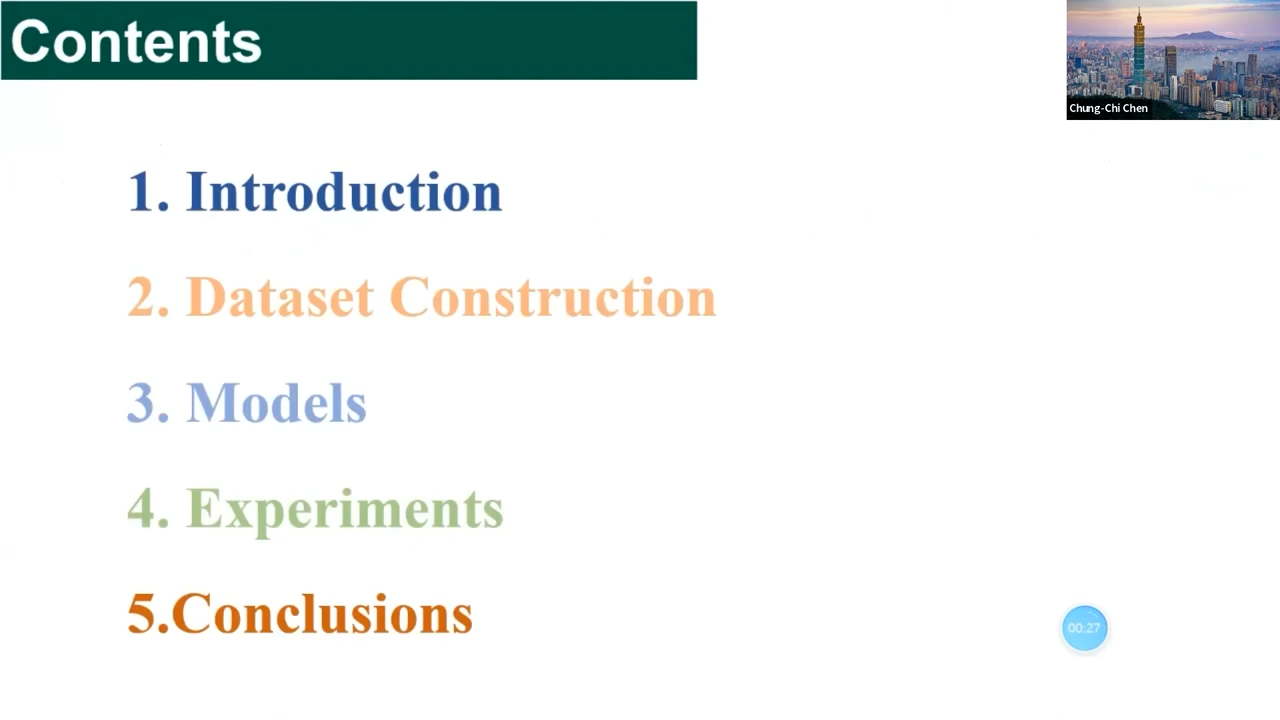 Contents
Chung-Chi Chen
1. Introduction
2. Dataset Construction
3. Models
4. Experiments
5.Conclusions
00:27